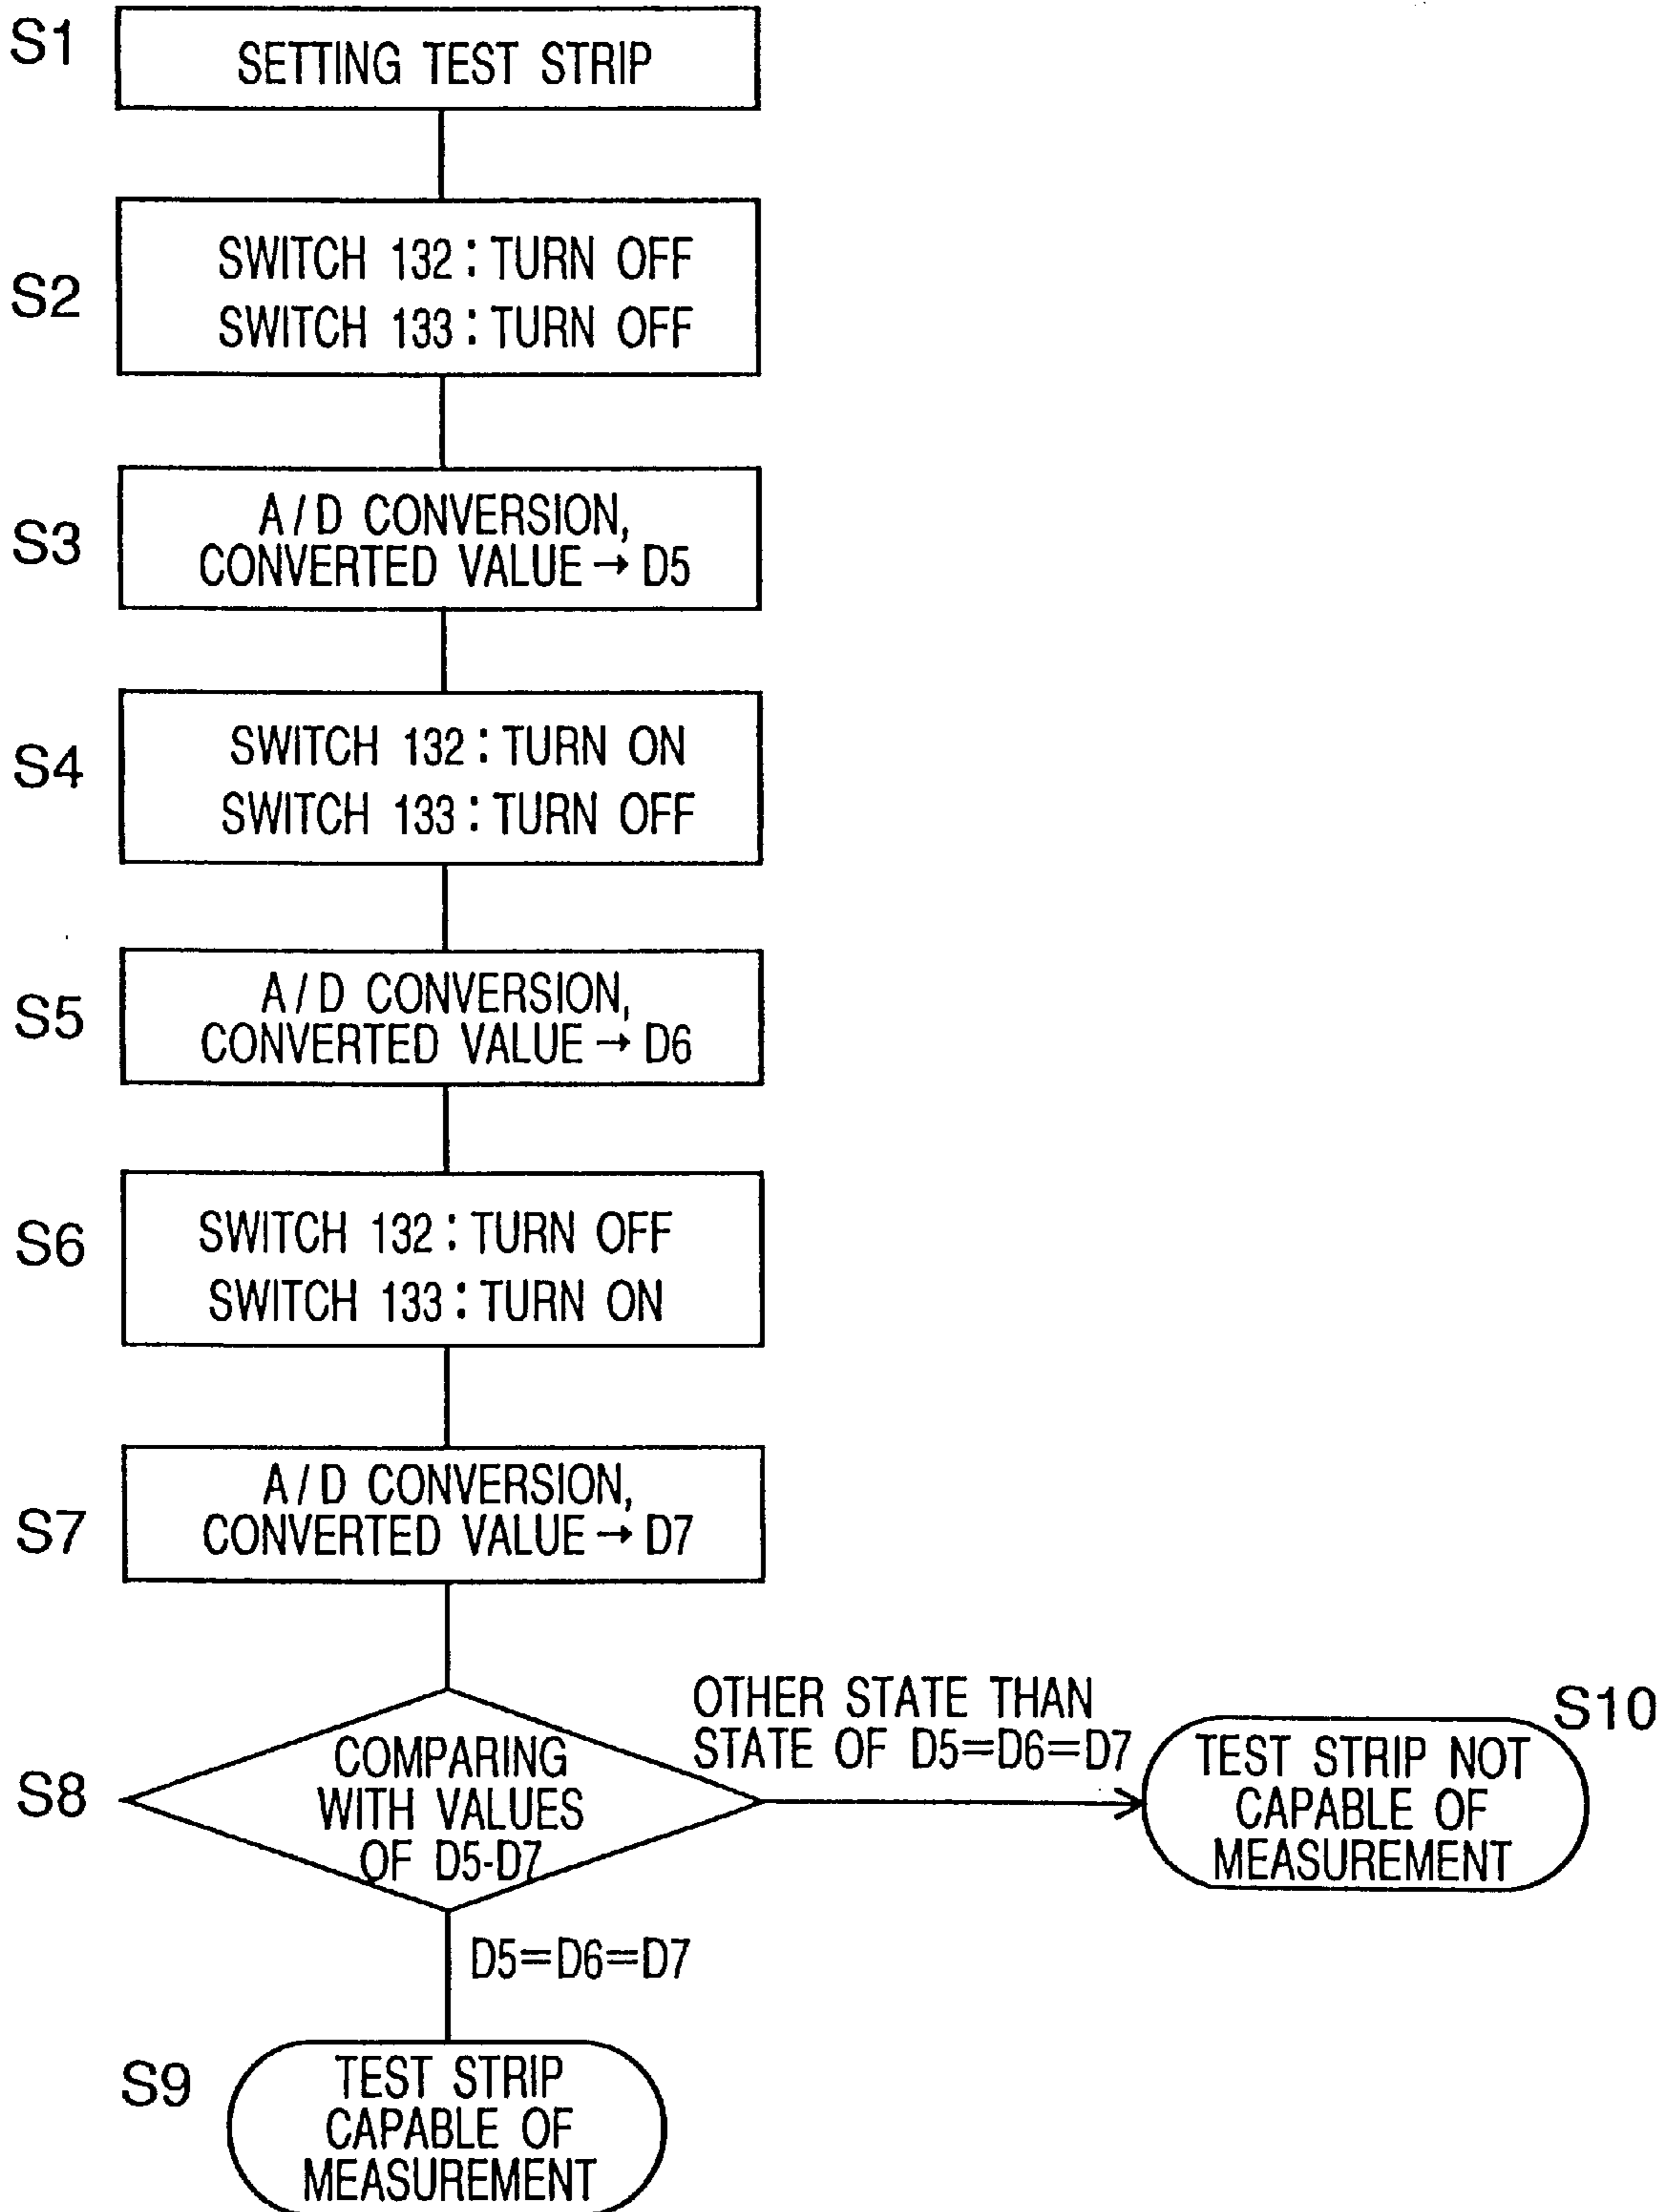 S1
SETTING TEST STRIP
S2
SWITCH 132 : TURN OFF
SWITCH 133 : TURN OFF
S3
A/D CONVERSION,
CONVERTED VALUE → D5
S4
SWITCH 132 : TURN ON
SWITCH 133 : TURN OFF
S5
A/D CONVERSION,
CONVERTED VALUE → D6
S6
SWITCH 132 : TURN OFF
SWITCH 133 : TURN ON
S7
A/D CONVERSION,
CONVERTED VALUE → D7
S8
COMPARING
WITH VALUES
OF D5-D7
OTHER STATE THAN
STATE OF D5=D6=D7
S10
TEST STRIP NOT
CAPABLE OF
MEASUREMENT
D5=D6=D7
S9
TEST STRIP
CAPABLE OF
MEASUREMENT